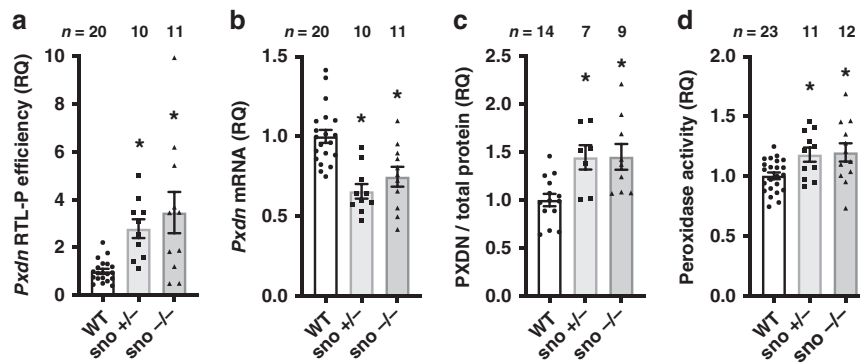 a
n = 20 10 11
Pxdn RTL-P efficiency (RQ)
10
8
6
4
2
0
* *
WT sno +/– sno –/–
b
n = 20 10 11
Pxdn mRNA (RQ)
1.5
1.0
0.5
0.0
* *
WT sno +/– sno –/–
c
n = 14 7 9
PXDN / total protein (RQ)
2.5
2.0
1.5
1.0
0.5
0.0
* *
WT sno +/– sno –/–
d
n = 23 11 12
Peroxidase activity (RQ)
2.0
1.5
1.0
0.5
0.0
* *
WT sno +/– sno –/–